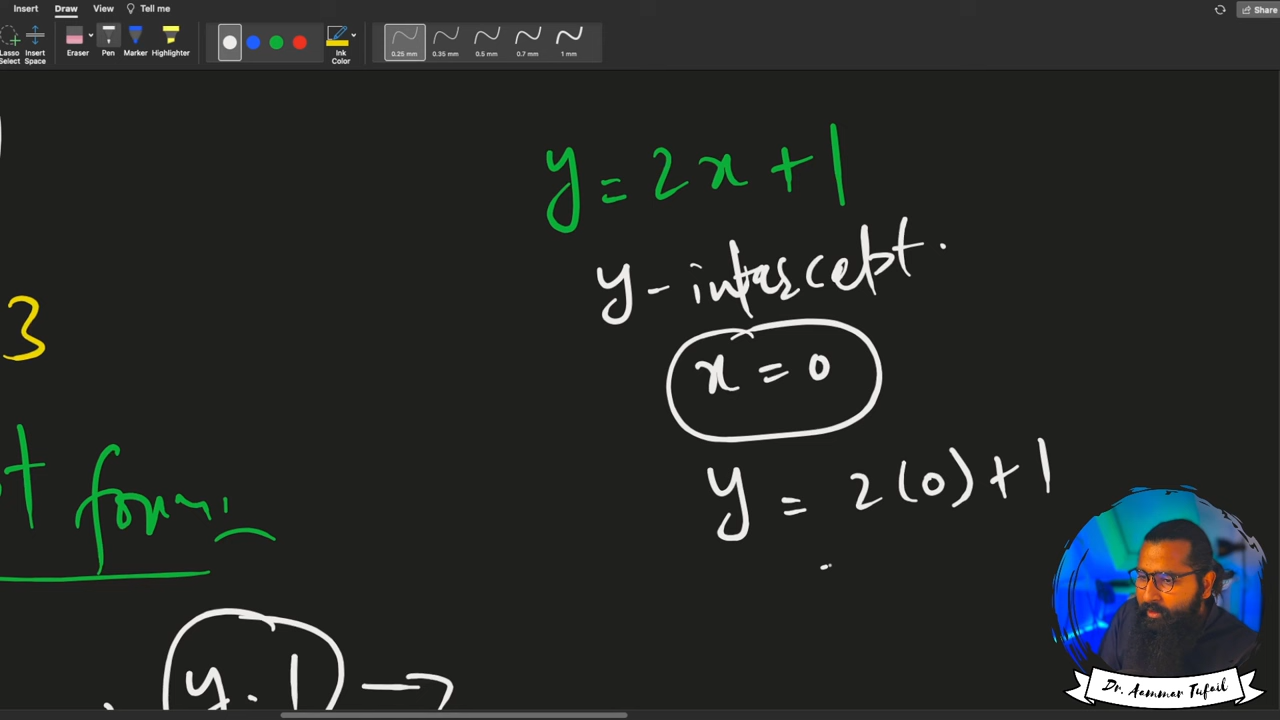 Insert Draw View Tell me
Share
Lasso Select
Insert Space
Eraser
Pen
Marker
Highlighter
Ink Color
0.25 mm
0.35 mm
0.5 mm
0.7 mm
1 mm
y = 2x + 1
y - intercept.
x = 0
y = 2(0) + 1
3
t form
y. 1 →
Dr. Aammar Tufail